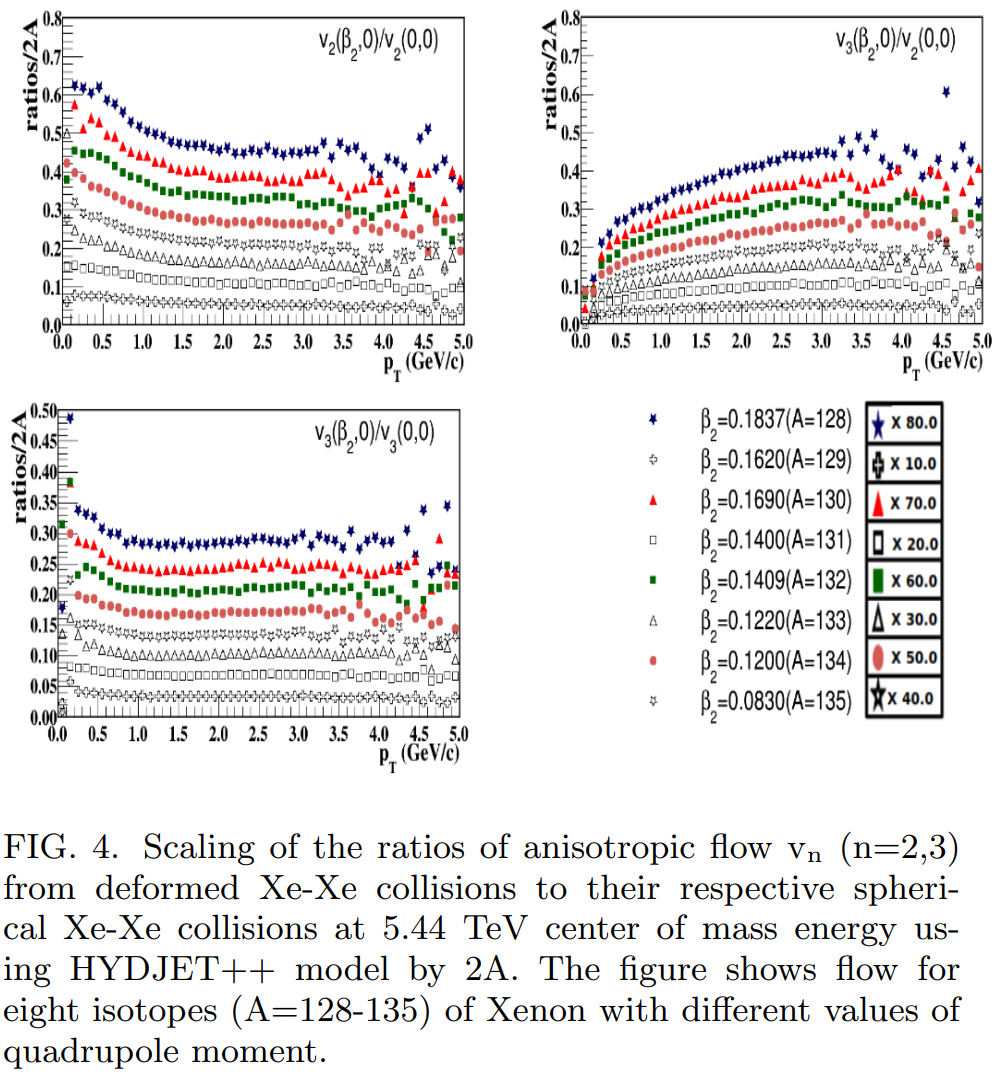 0.8
0.7
0.6
0.5
0.4
0.3
0.2
0.1
0.0
ratios/2A
v2(β2,0)/v2(0,0)
0.0 0.5 1.0 1.5 2.0 2.5 3.0 3.5 4.0 4.5 5.0
pT (GeV/c)
0.8
0.7
0.6
0.5
0.4
0.3
0.2
0.1
0.0
ratios/2A
v3(β2,0)/v2(0,0)
0.5 1.0 1.5 2.0 2.5 3.0 3.5 4.0 4.5 5.0
pT (GeV/c)
0.50
0.45
0.40
0.35
0.30
0.25
0.20
0.15
0.10
0.05
0.00
ratios/2A
v3(β2,0)/v3(0,0)
0.0 0.5 1.0 1.5 2.0 2.5 3.0 3.5 4.0 4.5 5.0
pT (GeV/c)
β2=0.1837(A=128) X 80.0
β2=0.1620(A=129) X 10.0
β2=0.1690(A=130) X 70.0
β2=0.1400(A=131) X 20.0
β2=0.1409(A=132) X 60.0
β2=0.1220(A=133) X 30.0
β2=0.1200(A=134) X 50.0
β2=0.0830(A=135) X 40.0
FIG. 4. Scaling of the ratios of anisotropic flow vn (n=2,3)
from deformed Xe-Xe collisions to their respective spheri-
cal Xe-Xe collisions at 5.44 TeV center of mass energy us-
ing HYDJET++ model by 2A. The figure shows flow for
eight isotopes (A=128-135) of Xenon with different values of
quadrupole moment.